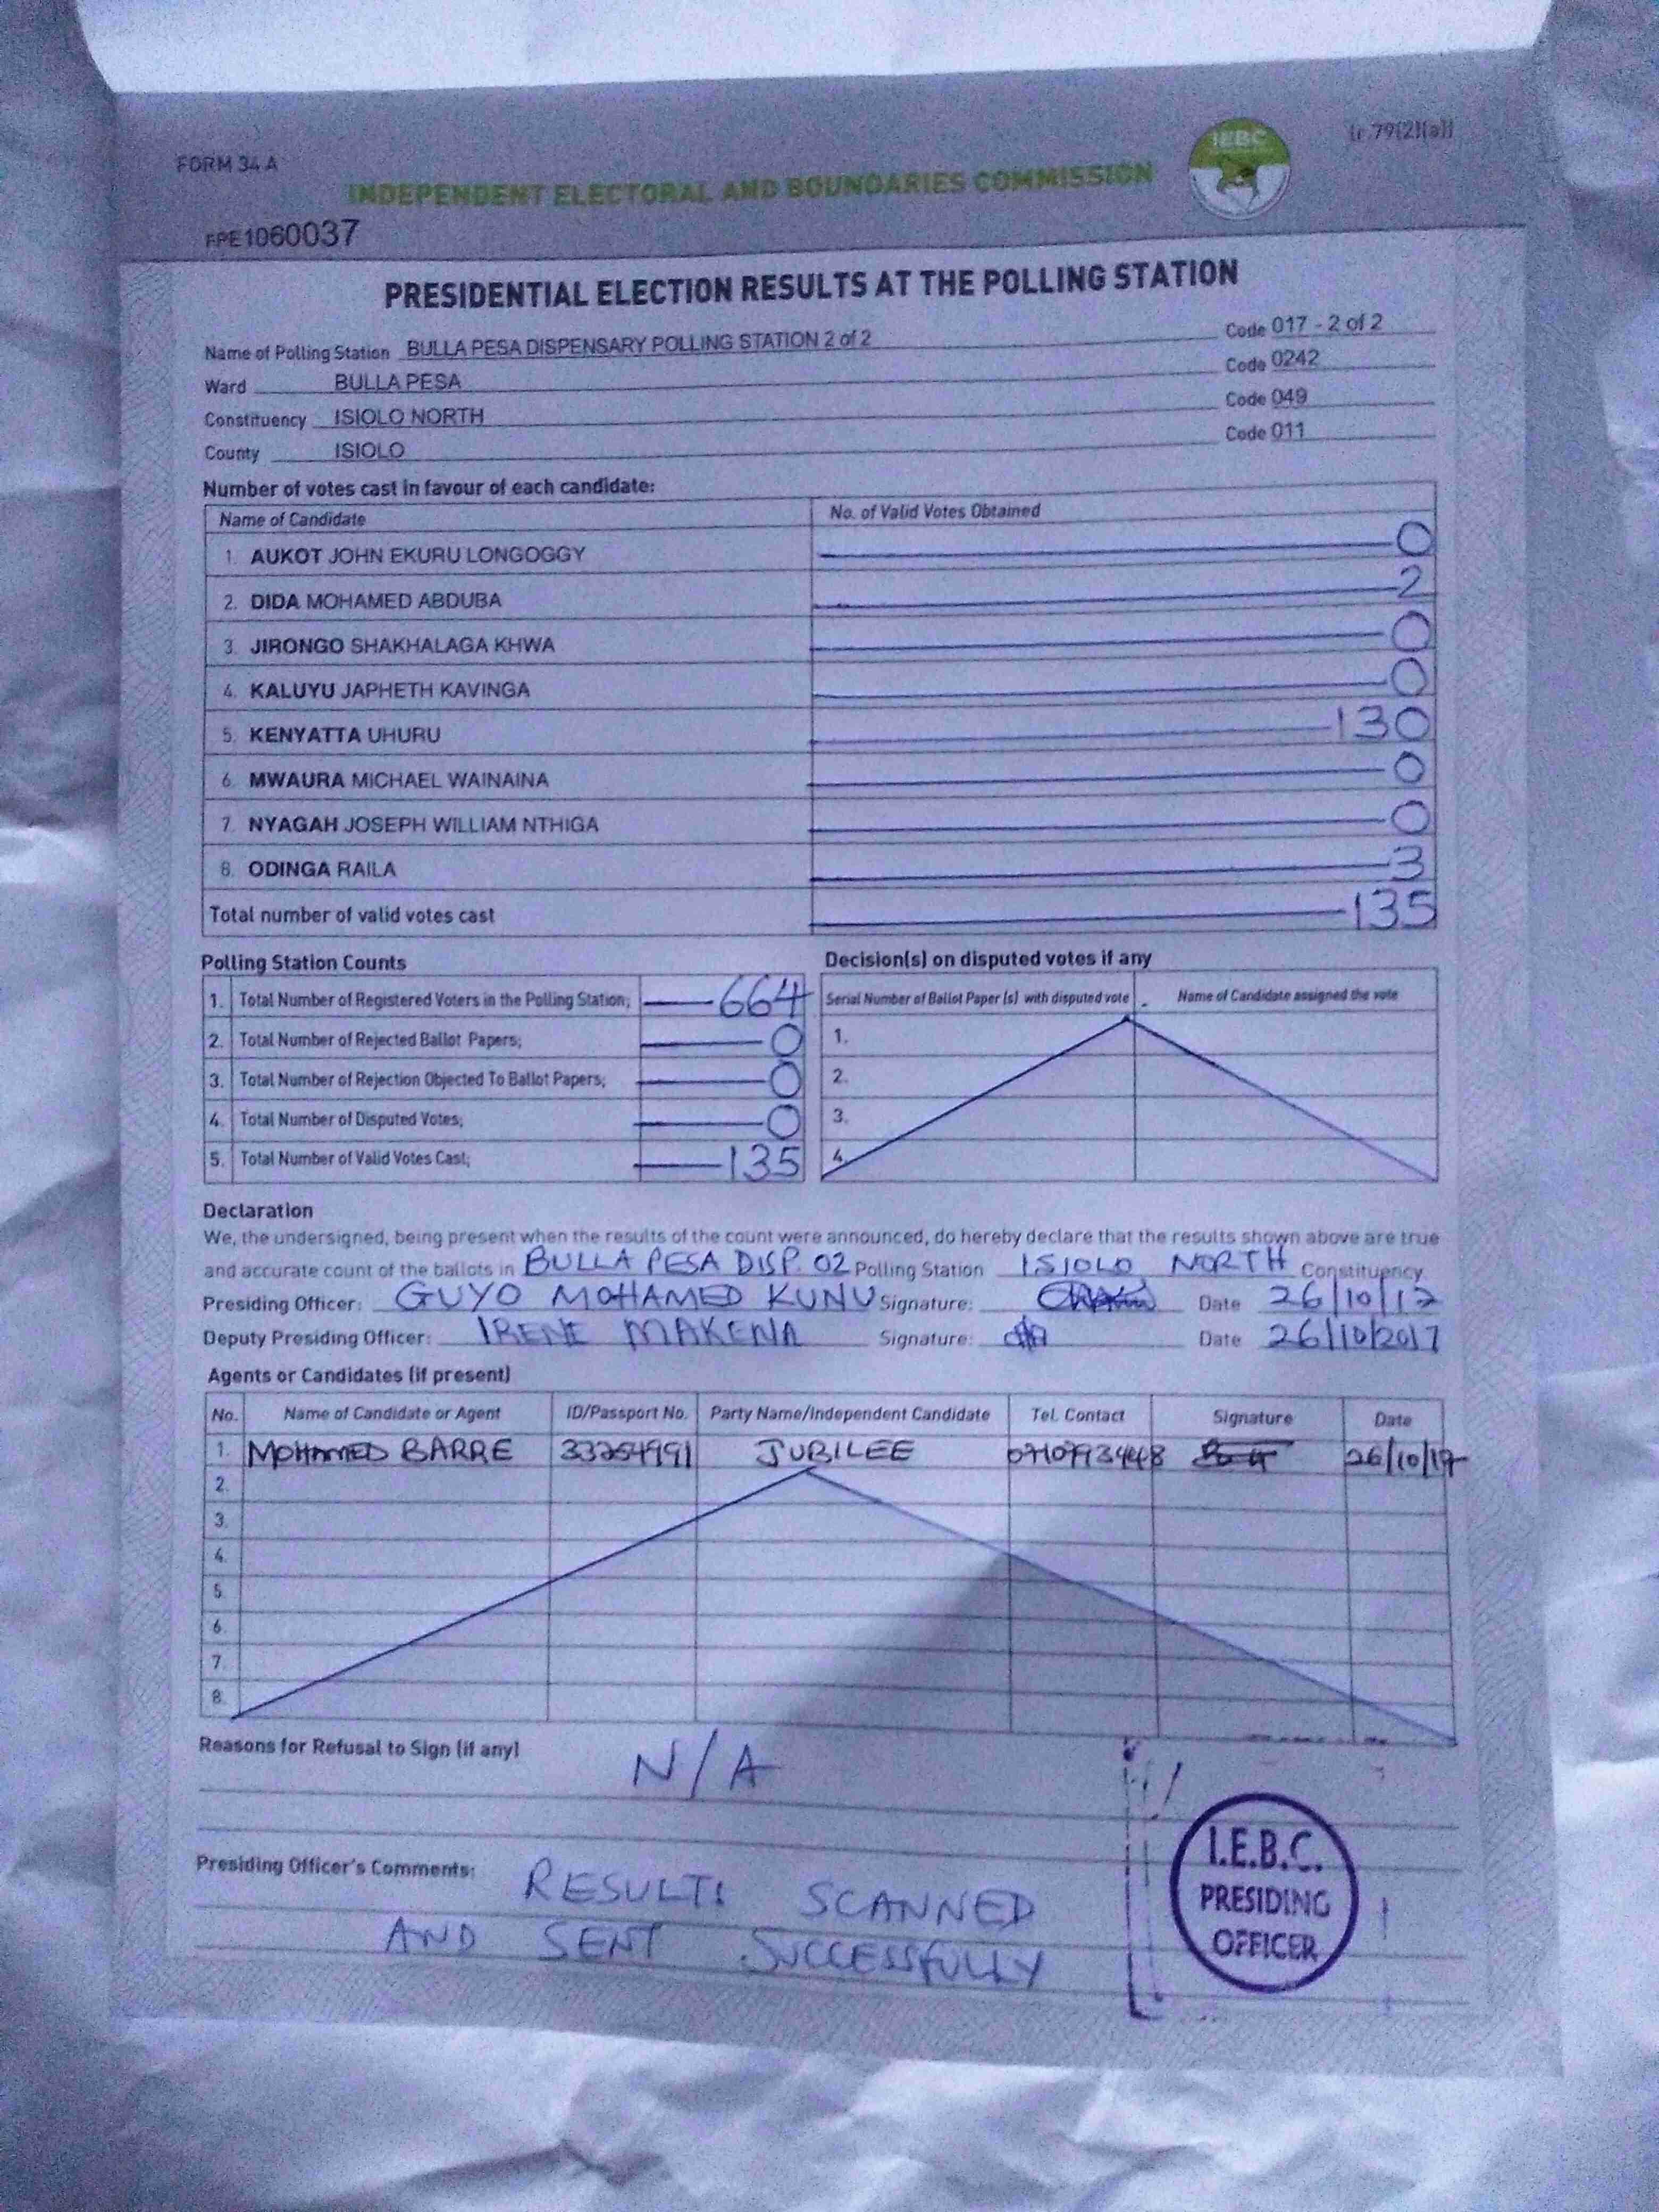 FORM 34 A
(r.79(2)(a))
IEBC
INDEPENDENT ELECTORAL AND BOUNDARIES COMMISSION
FPE1060037
PRESIDENTIAL ELECTION RESULTS AT THE POLLING STATION
Name of Polling Station BULLA PESA DISPENSARY POLLING STATION 2 of 2 Code 017 - 2 of 2
Ward BULLA PESA Code 0242
Constituency ISIOLO NORTH Code 049
County ISIOLO Code 011
Number of votes cast in favour of each candidate:
Name of Candidate No. of Valid Votes Obtained
1. AUKOT JOHN EKURU LONGOGGY 0
2. DIDA MOHAMED ABDUBA 2
3. JIRONGO SHAKHALAGA KHWA 0
4. KALUYU JAPHETH KAVINGA 0
5. KENYATTA UHURU 130
6. MWAURA MICHAEL WAINAINA 0
7. NYAGAH JOSEPH WILLIAM NTHIGA 0
8. ODINGA RAILA 3
Total number of valid votes cast 135
Polling Station Counts
1. Total Number of Registered Voters in the Polling Station; 664
2. Total Number of Rejected Ballot Papers; 0
3. Total Number of Rejection Objected To Ballot Papers; 0
4. Total Number of Disputed Votes; 0
5. Total Number of Valid Votes Cast; 135
Decision(s) on disputed votes if any
Serial Number of Ballot Paper (s) with disputed vote Name of Candidate assigned the vote
1.
2.
3.
4.
Declaration
We, the undersigned, being present when the results of the count were announced, do hereby declare that the results shown above are true
and accurate count of the ballots in BULLA PESA DISP. 02 Polling Station ISIOLO NORTH Constituency
Presiding Officer: GUYO MOHAMED KUNU Signature: Date 26/10/17
Deputy Presiding Officer: IRENE MAKENA Signature: Date 26/10/2017
Agents or Candidates (if present)
No. Name of Candidate or Agent ID/Passport No. Party Name/Independent Candidate Tel. Contact Signature Date
1. MOHAMED BARRE 33254991 JUBILEE 26/10/17
2.
3.
4.
5.
6.
7.
8.
Reasons for Refusal to Sign (if any)
N/A
Presiding Officer's Comments: RESULTS SCANNED
AND SENT SUCCESSFULLY
I.E.B.C.
PRESIDING
OFFICER